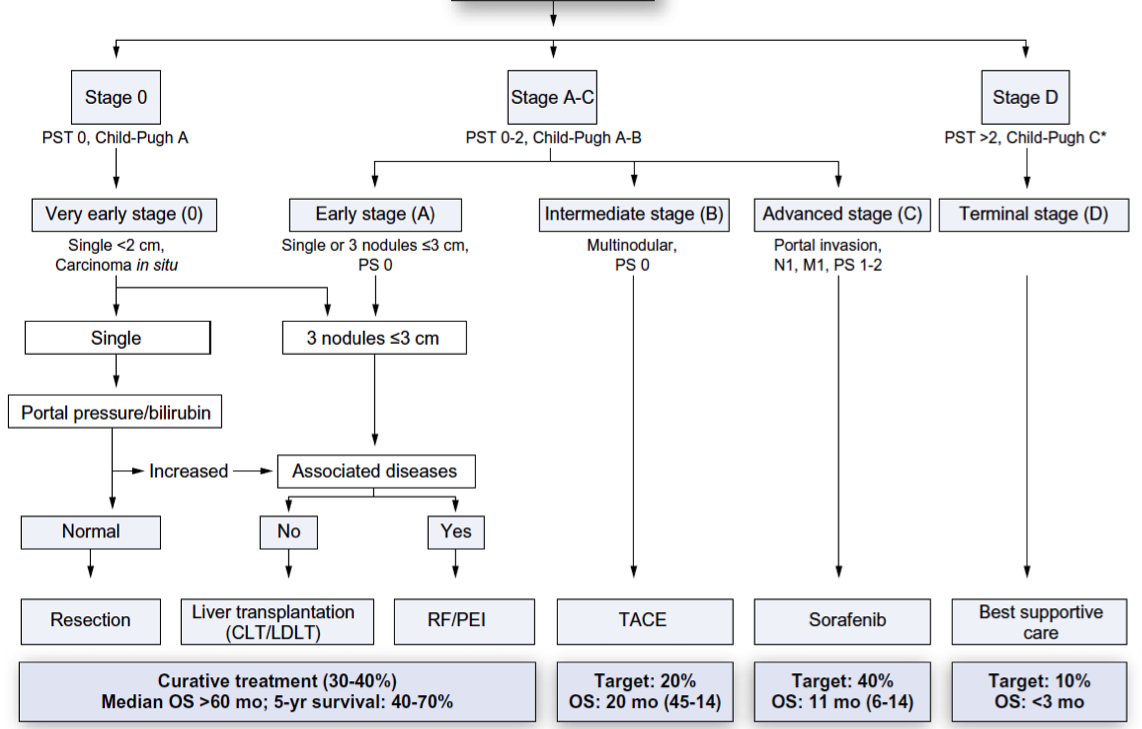 Stage 0
Stage A-C
Stage D
PST 0, Child-Pugh A
PST 0-2, Child-Pugh A-B
PST >2, Child-Pugh C*
Very early stage (0)
Early stage (A)
Intermediate stage (B)
Advanced stage (C)
Terminal stage (D)
Single <2 cm,
Carcinoma in situ
Single or 3 nodules ≤3 cm,
PS 0
Multinodular,
PS 0
Portal invasion,
N1, M1, PS 1-2
Single
3 nodules ≤3 cm
Portal pressure/bilirubin
Increased
Associated diseases
Normal
No
Yes
Resection
Liver transplantation
(CLT/LDLT)
RF/PEI
TACE
Sorafenib
Best supportive
care
Curative treatment (30-40%)
Median OS >60 mo; 5-yr survival: 40-70%
Target: 20%
OS: 20 mo (45-14)
Target: 40%
OS: 11 mo (6-14)
Target: 10%
OS: <3 mo